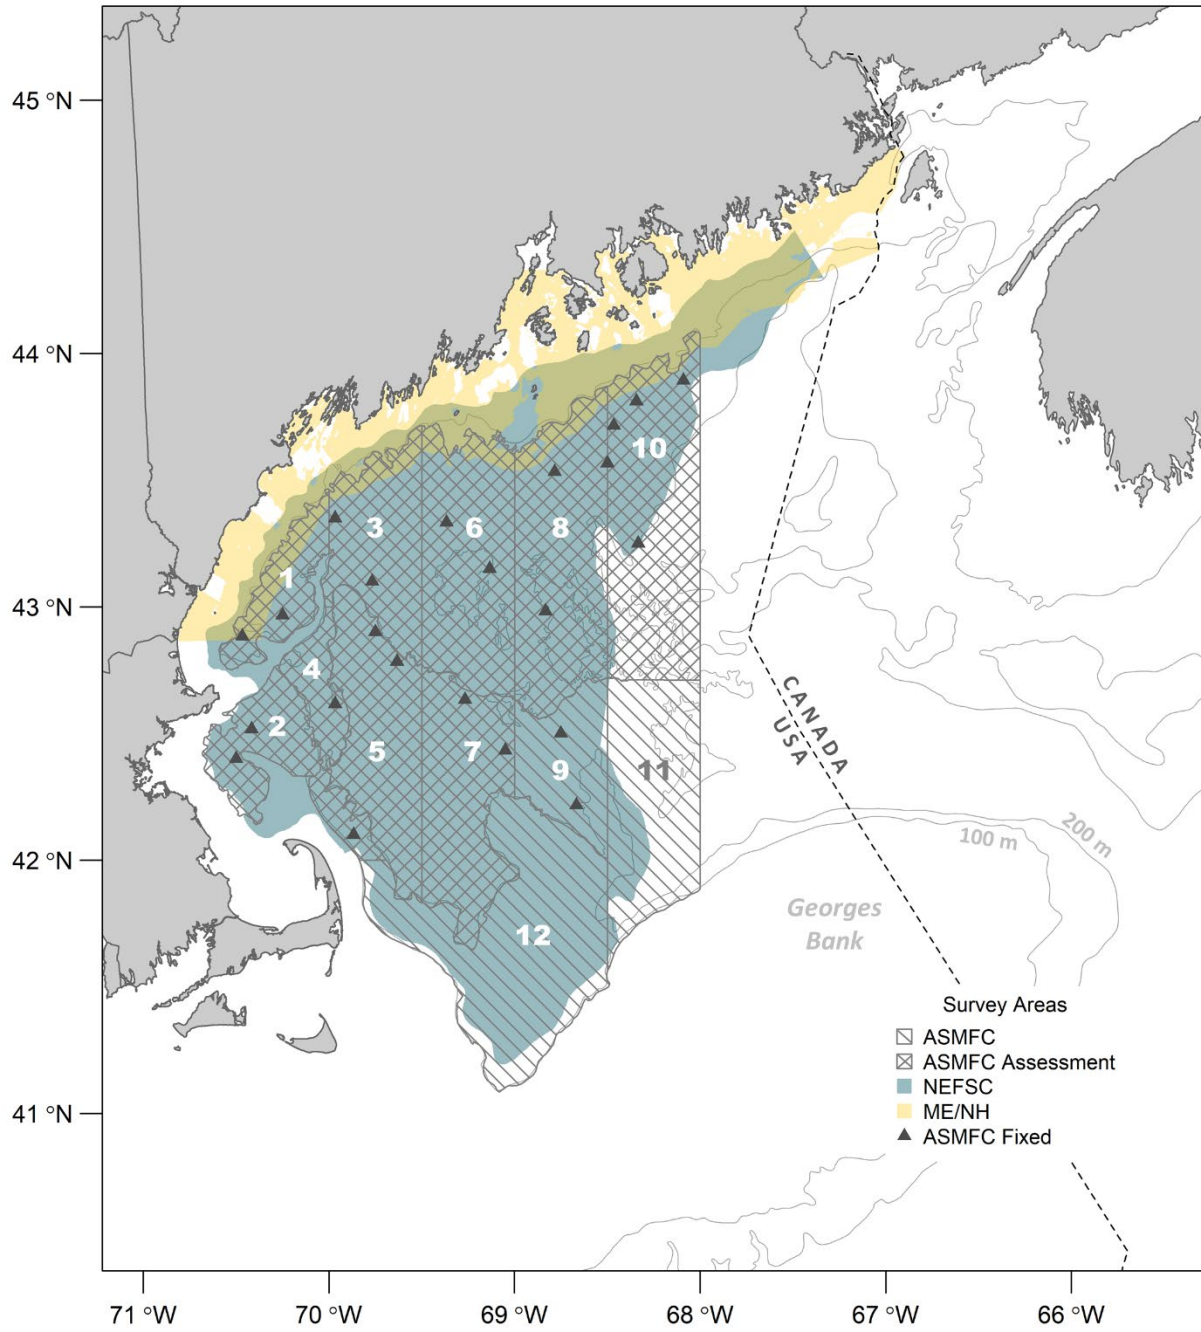 45 °N
44 °N
10
3
6
8
1
43 °N
4
CANADA
USA
2
5
7
9
11
42 °N
100 m
200 m
Georges
Bank
12
Survey Areas
ASMFC
ASMFC Assessment
NEFSC
41 °N
ME/NH
ASMFC Fixed
71 °W
70 °W
69 °W
68 °W
67 °W
66 °W